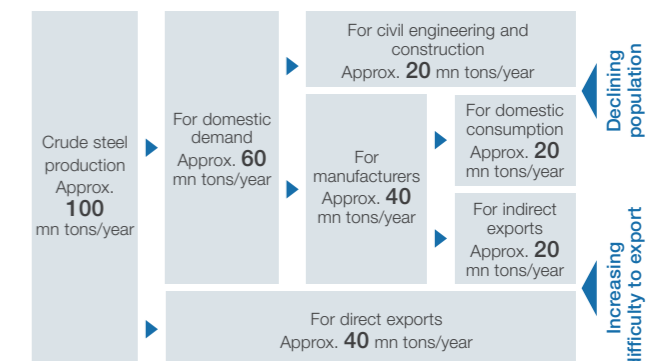 Crude steel
production
Approx.
100
mn tons/year
For domestic
demand
Approx. 60
mn tons/year
For civil engineering and
construction
Approx. 20 mn tons/year
For
manufacturers
Approx. 40
mn tons/year
For domestic
consumption
Approx. 20
mn tons/year
For indirect
exports
Approx. 20
mn tons/year
For direct exports
Approx. 40 mn tons/year
Declining
population
Increasing
difficulty to export